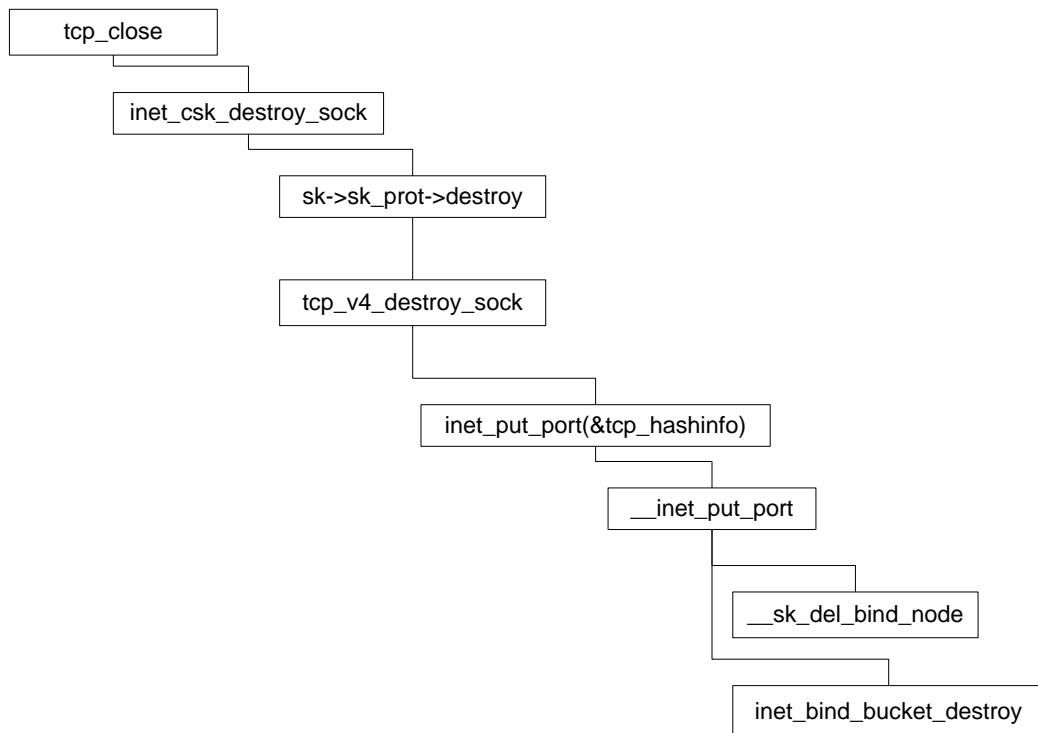 tcp_close
inet_csk_destroy_sock
sk->sk_prot->destroy
tcp_v4_destroy_sock
inet_put_port(&tcp_hashinfo)
__inet_put_port
__sk_del_bind_node
inet_bind_bucket_destroy